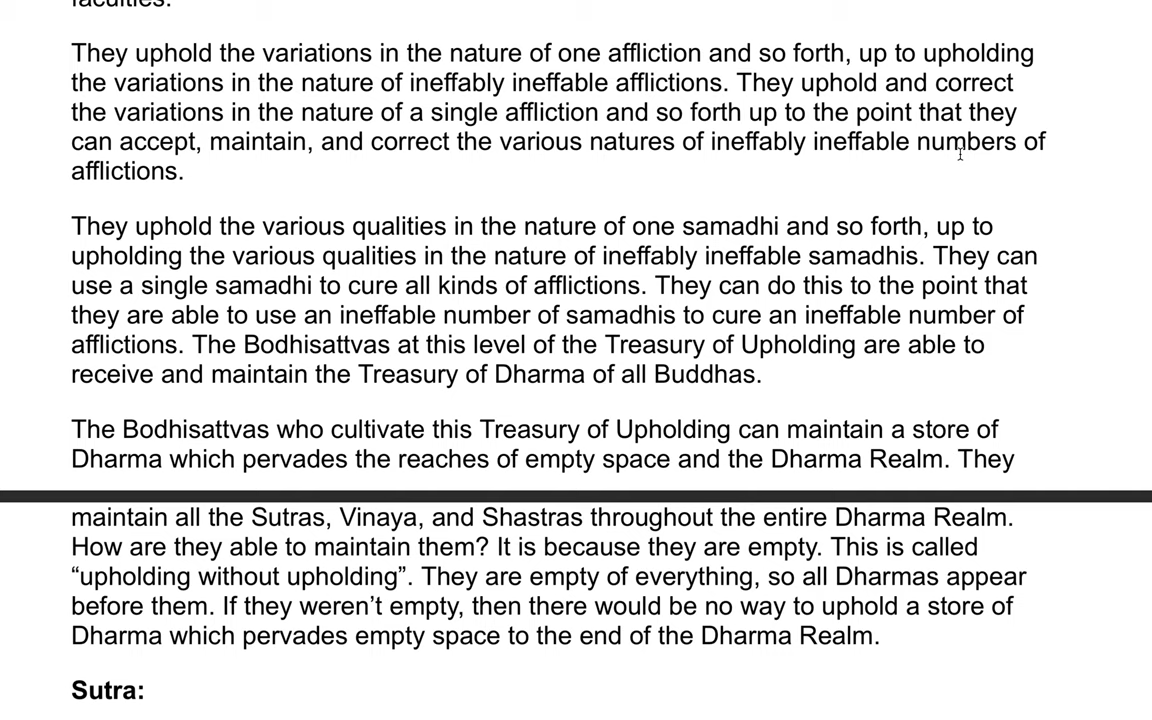 faculties.
They uphold the variations in the nature of one affliction and so forth, up to upholding
the variations in the nature of ineffably ineffable afflictions. They uphold and correct
the variations in the nature of a single affliction and so forth up to the point that they
can accept, maintain, and correct the various natures of ineffably ineffable numbers of
afflictions.
They uphold the various qualities in the nature of one samadhi and so forth, up to
upholding the various qualities in the nature of ineffably ineffable samadhis. They can
use a single samadhi to cure all kinds of afflictions. They can do this to the point that
they are able to use an ineffable number of samadhis to cure an ineffable number of
afflictions. The Bodhisattvas at this level of the Treasury of Upholding are able to
receive and maintain the Treasury of Dharma of all Buddhas.
The Bodhisattvas who cultivate this Treasury of Upholding can maintain a store of
Dharma which pervades the reaches of empty space and the Dharma Realm. They
maintain all the Sutras, Vinaya, and Shastras throughout the entire Dharma Realm.
How are they able to maintain them? It is because they are empty. This is called
“upholding without upholding”. They are empty of everything, so all Dharmas appear
before them. If they weren’t empty, then there would be no way to uphold a store of
Dharma which pervades empty space to the end of the Dharma Realm.
Sutra: